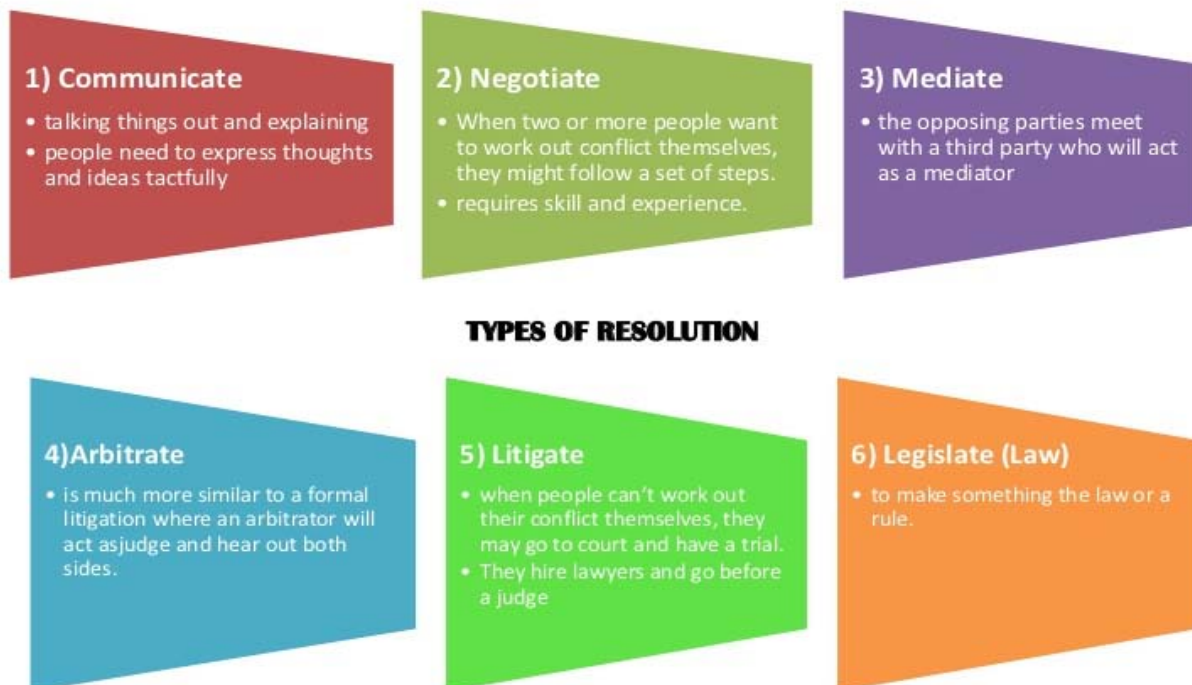 1) Communicate
• talking things out and explaining
• people need to express thoughts
and ideas tactfully
2) Negotiate
• When two or more people want
to work out conflict themselves,
they might follow a set of steps.
• requires skill and experience.
3) Mediate
• the opposing parties meet
with a third party who will act
as a mediator
TYPES OF RESOLUTION
4)Arbitrate
• is much more similar to a formal
litigation where an arbitrator will
act asjudge and hear out both
sides.
5) Litigate
• when people can’t work out
their conflict themselves, they
may go to court and have a trial.
• They hire lawyers and go before
a judge
6) Legislate (Law)
• to make something the law or a
rule.